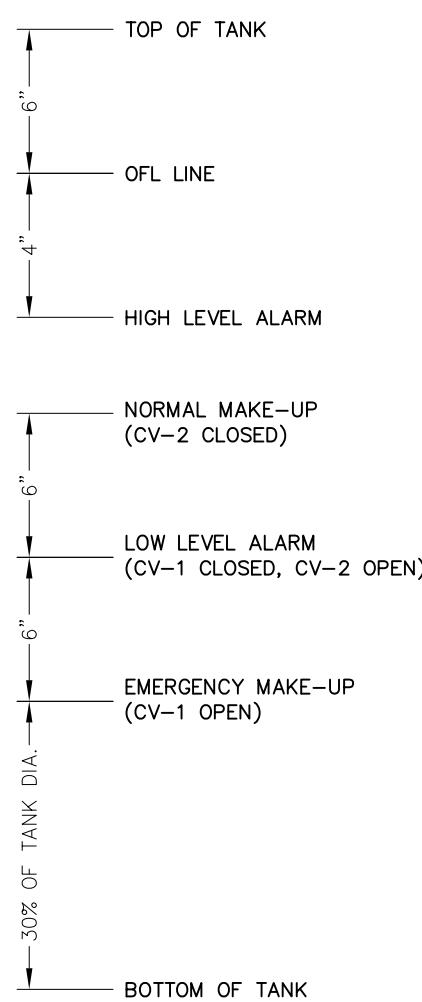 TOP OF TANK
6"
OFL LINE
4"
HIGH LEVEL ALARM
NORMAL MAKE-UP
(CV-2 CLOSED)
6"
LOW LEVEL ALARM
(CV-1 CLOSED, CV-2 OPEN)
6"
EMERGENCY MAKE-UP
(CV-1 OPEN)
30% OF TANK DIA.
BOTTOM OF TANK